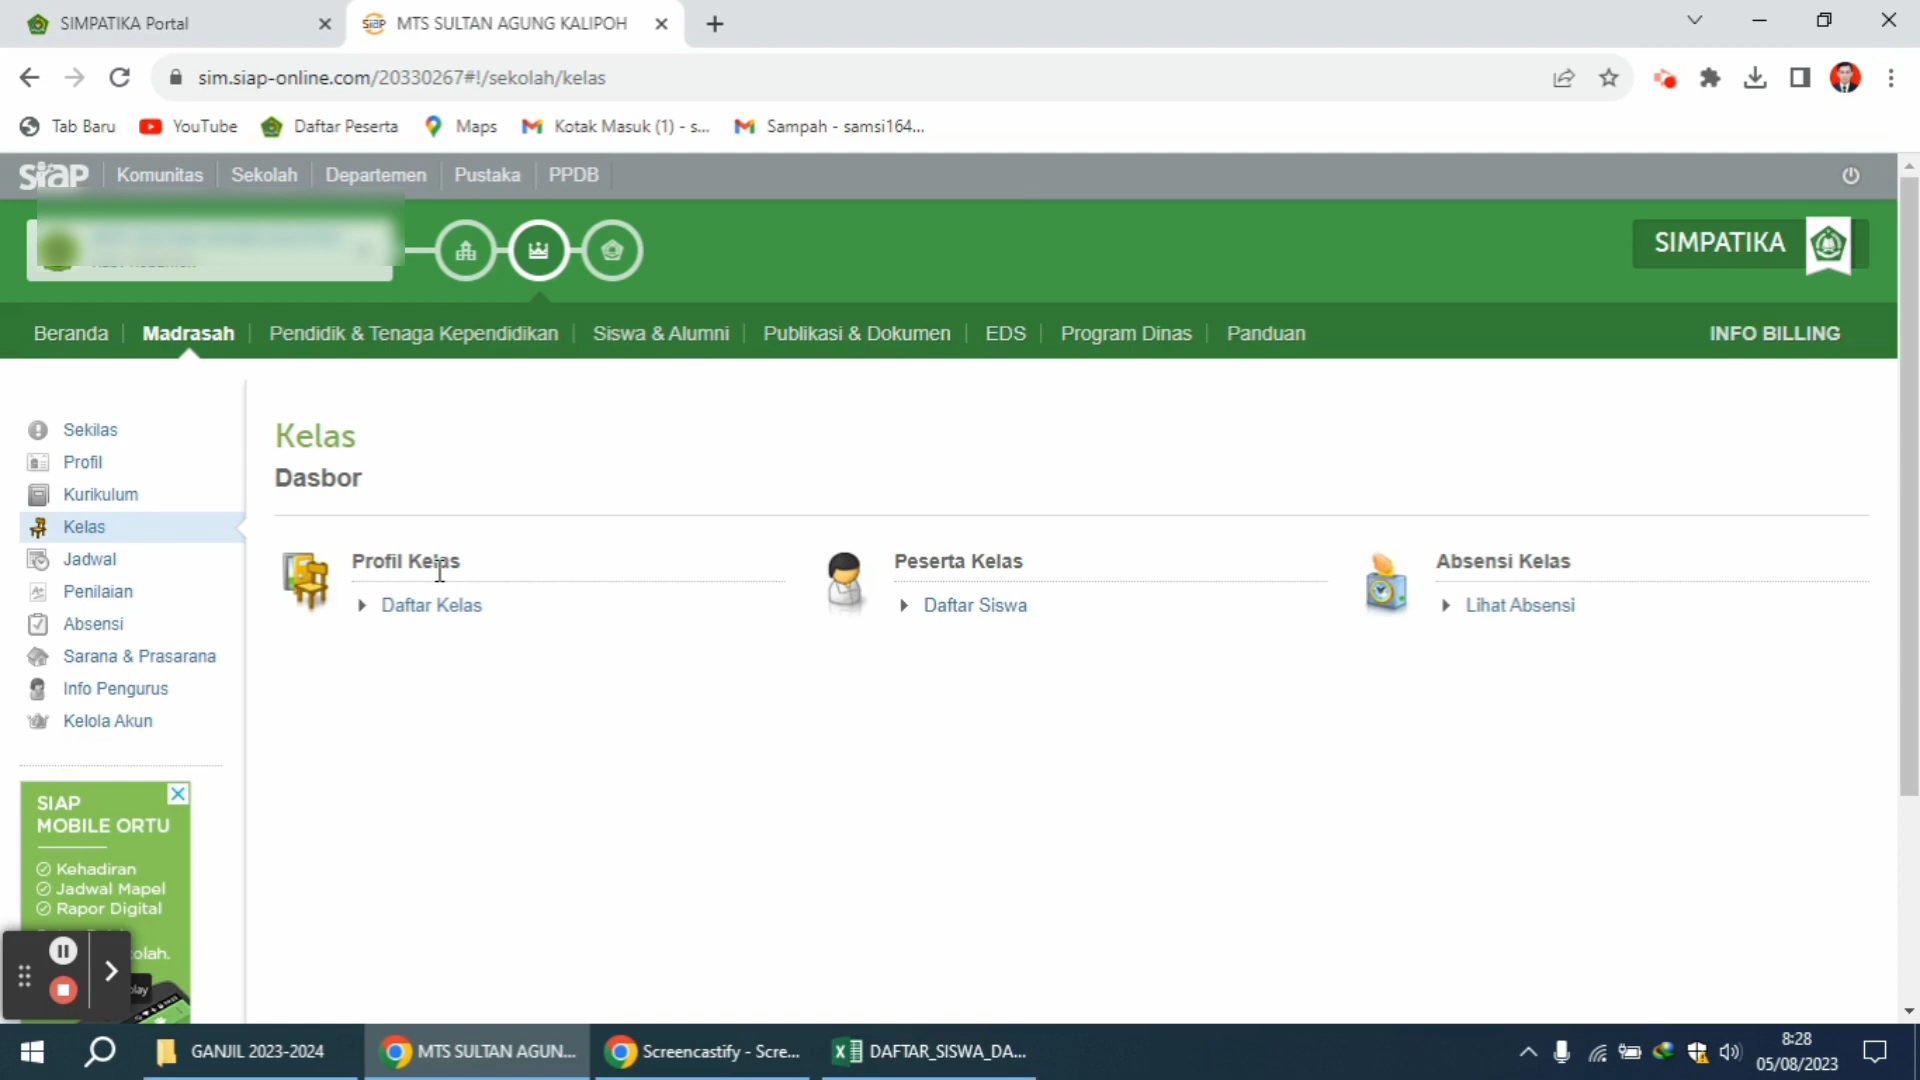 SIMPATIKA Portal
MTS SULTAN AGUNG KALIPOH
sim.siap-online.com/20330267#!/sekolah/kelas
Tab Baru
YouTube
Daftar Peserta
Maps
Kotak Masuk (1) - s...
Sampah - samsi164...
siap
Komunitas
Sekolah
Departemen
Pustaka
PPDB
SIMPATIKA
Beranda
Madrasah
Pendidik & Tenaga Kependidikan
Siswa & Alumni
Publikasi & Dokumen
EDS
Program Dinas
Panduan
INFO BILLING
Sekilas
Profil
Kurikulum
Kelas
Jadwal
Penilaian
Absensi
Sarana & Prasarana
Info Pengurus
Kelola Akun
Kelas
Dasbor
Profil Kelas
Daftar Kelas
Peserta Kelas
Daftar Siswa
Absensi Kelas
Lihat Absensi
SIAP
MOBILE ORTU
Kehadiran
Jadwal Mapel
Rapor Digital
olah.
play
GANJIL 2023-2024
MTS SULTAN AGUN...
Screencastify - Scre...
DAFTAR_SISWA_DA...
8:28
05/08/2023